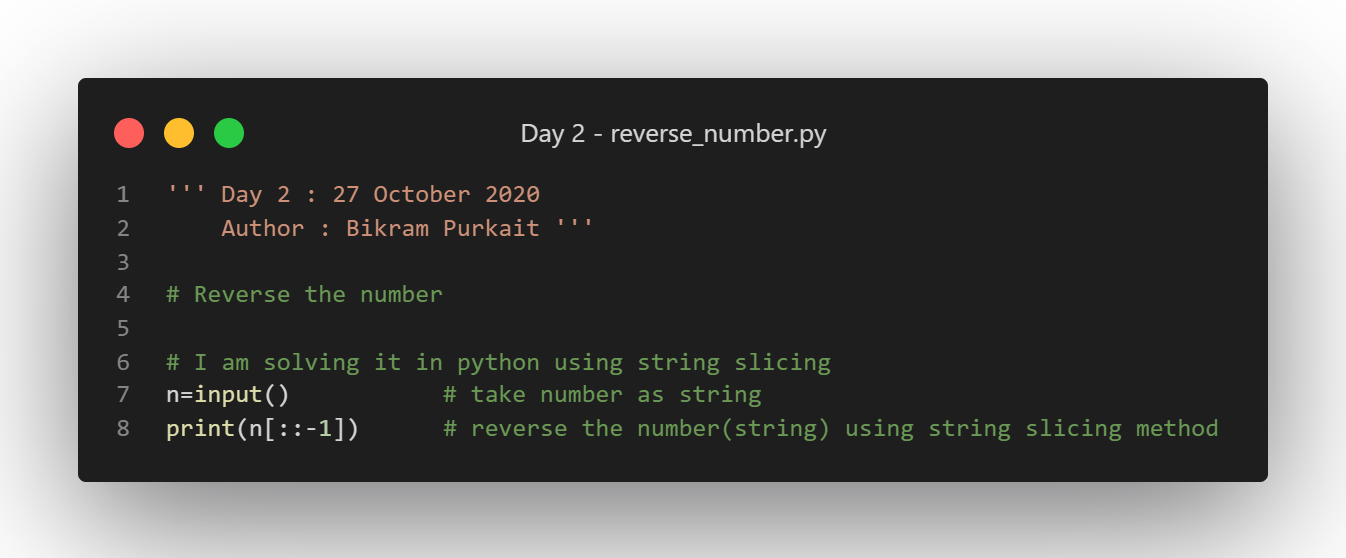 Day 2 - reverse_number.py
1 ''' Day 2 : 27 October 2020
2     Author : Bikram Purkait '''
3
4 # Reverse the number
5
6 # I am solving it in python using string slicing
7 n=input()           # take number as string
8 print(n[::-1])      # reverse the number(string) using string slicing method